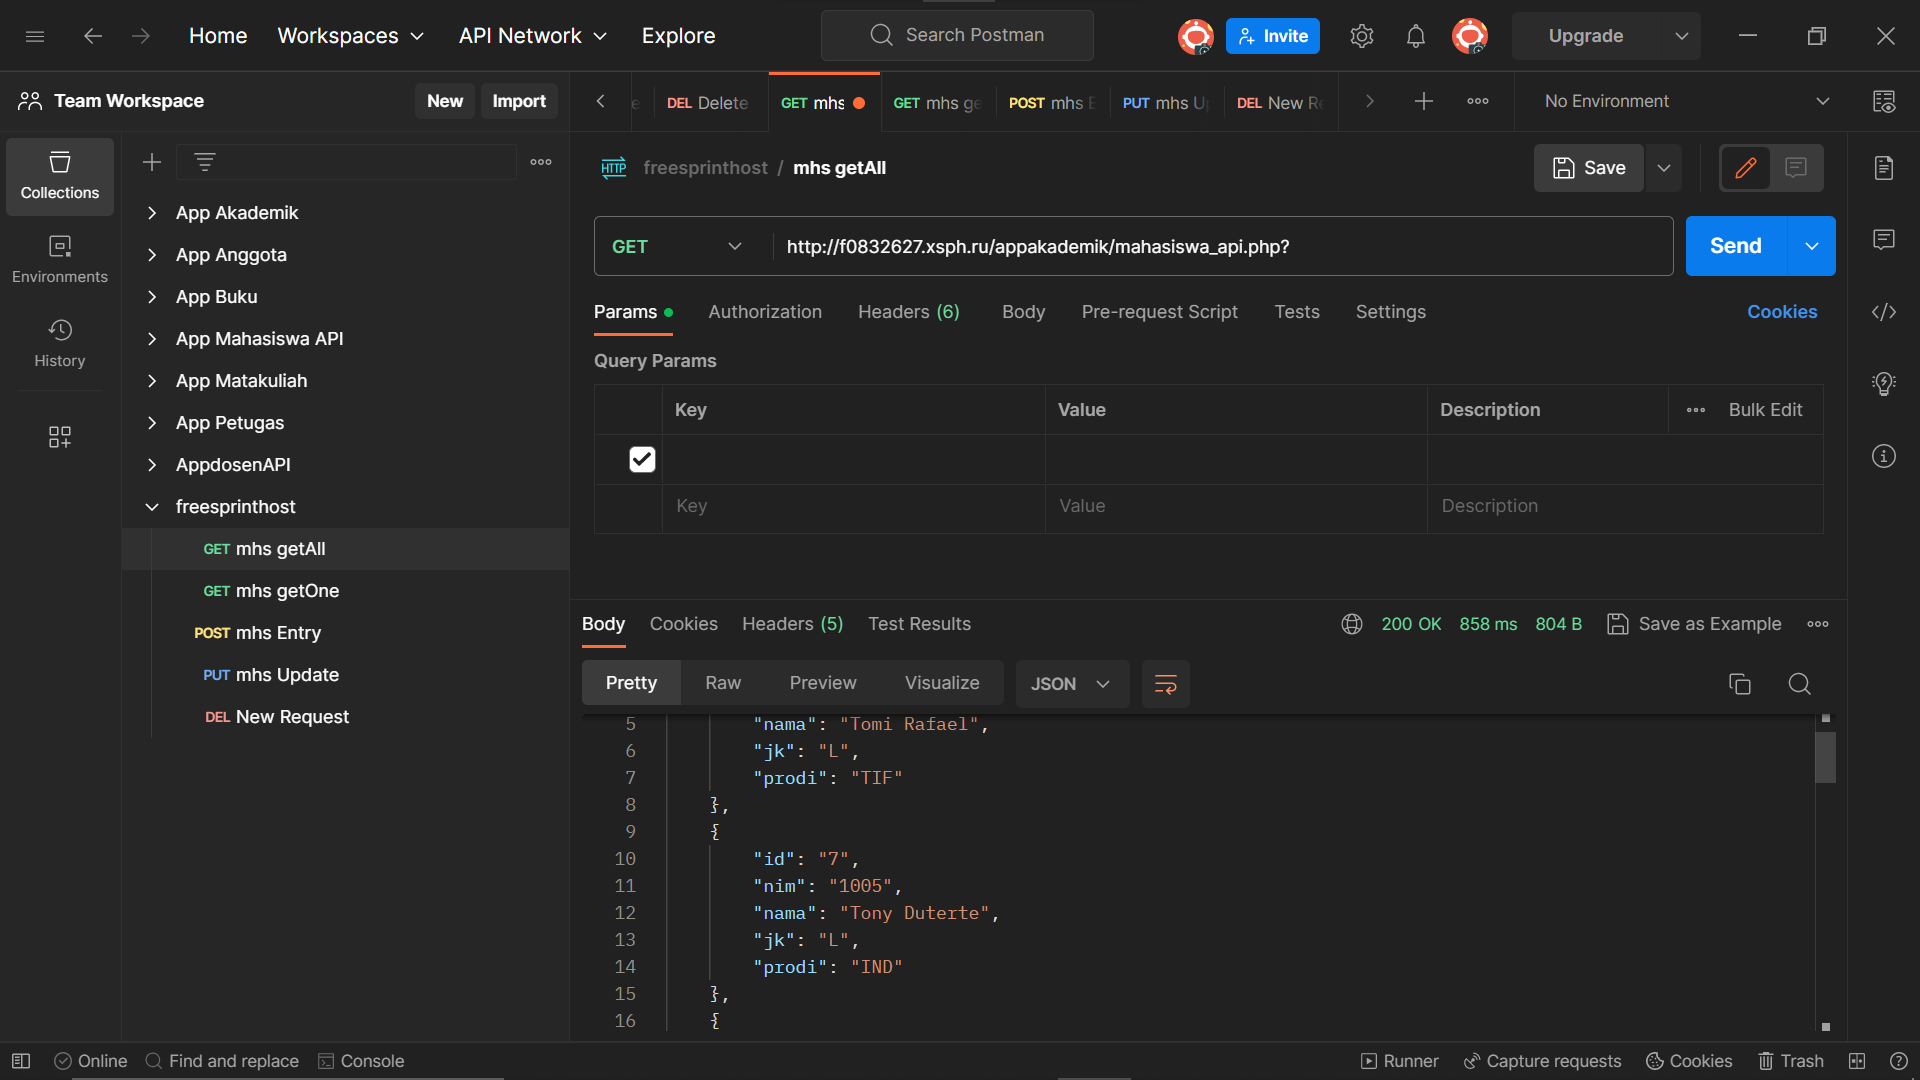 Home Workspaces API Network Explore Search Postman Invite Upgrade
Team Workspace New Import
DEL Delete GET mhs GET mhs ge POST mhs E PUT mhs U DEL New Re No Environment
Collections
Environments
History
App Akademik
App Anggota
App Buku
App Mahasiswa API
App Matakuliah
App Petugas
AppdosenAPI
freesprinthost
GET mhs getAll
GET mhs getOne
POST mhs Entry
PUT mhs Update
DEL New Request
HTTP freesprinthost / mhs getAll Save
GET http://f0832627.xsph.ru/appakademik/mahasiswa_api.php? Send
Params Authorization Headers (6) Body Pre-request Script Tests Settings Cookies
Query Params
Key Value Description Bulk Edit
Key Value Description
Body Cookies Headers (5) Test Results 200 OK 858 ms 804 B Save as Example
Pretty Raw Preview Visualize JSON
5 "nama": "Tomi Rafael",
6 "jk": "L",
7 "prodi": "TIF"
8 },
9 {
10 "id": "7",
11 "nim": "1005",
12 "nama": "Tony Duterte",
13 "jk": "L",
14 "prodi": "IND"
15 },
16 {
Online Find and replace Console Runner Capture requests Cookies Trash